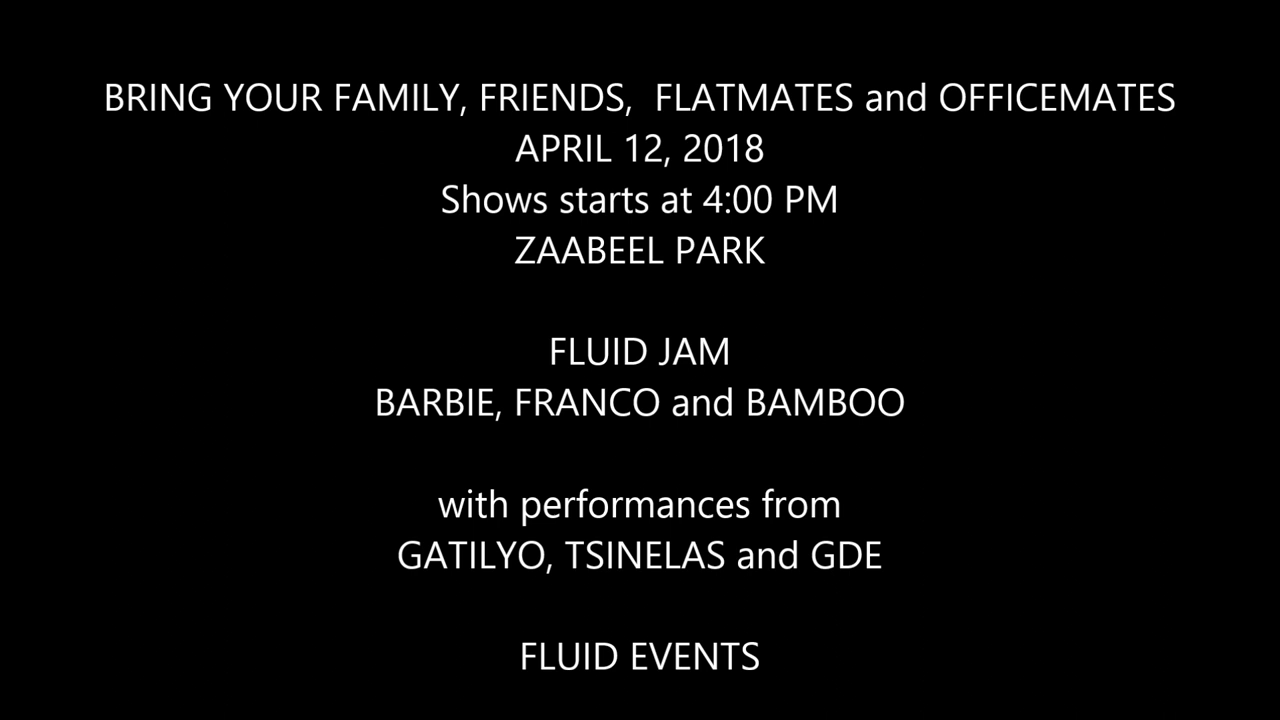 BRING YOUR FAMILY, FRIENDS,  FLATMATES and OFFICEMATES
APRIL 12, 2018
Shows starts at 4:00 PM
ZAABEEL PARK
FLUID JAM
BARBIE, FRANCO and BAMBOO
with performances from
GATILYO, TSINELAS and GDE
FLUID EVENTS